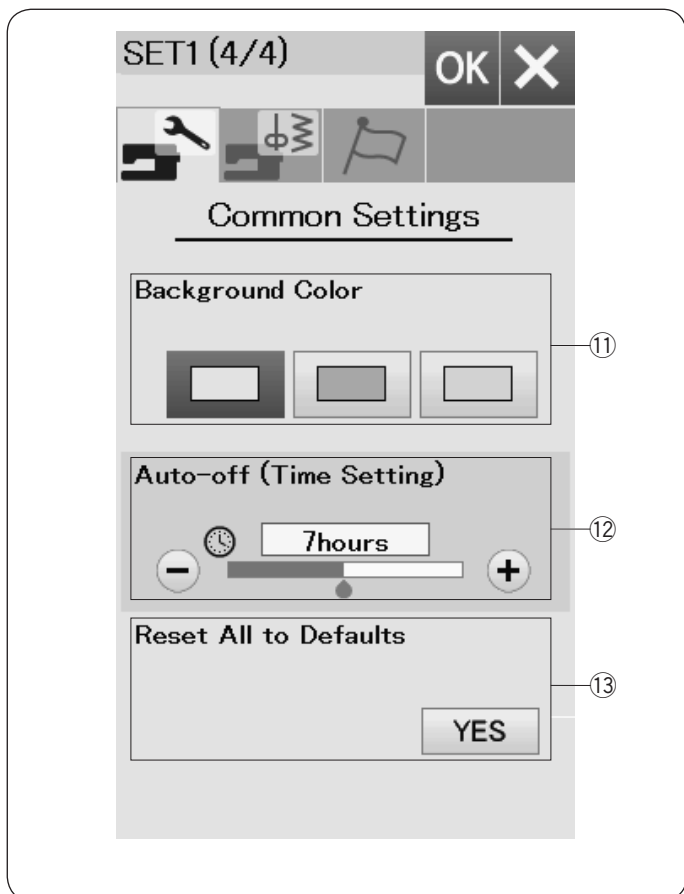 SET1 (4/4)
OK
Common Settings
Background Color
⑪
Auto-off (Time Setting)
7hours
⑫
Reset All to Defaults
⑬
YES